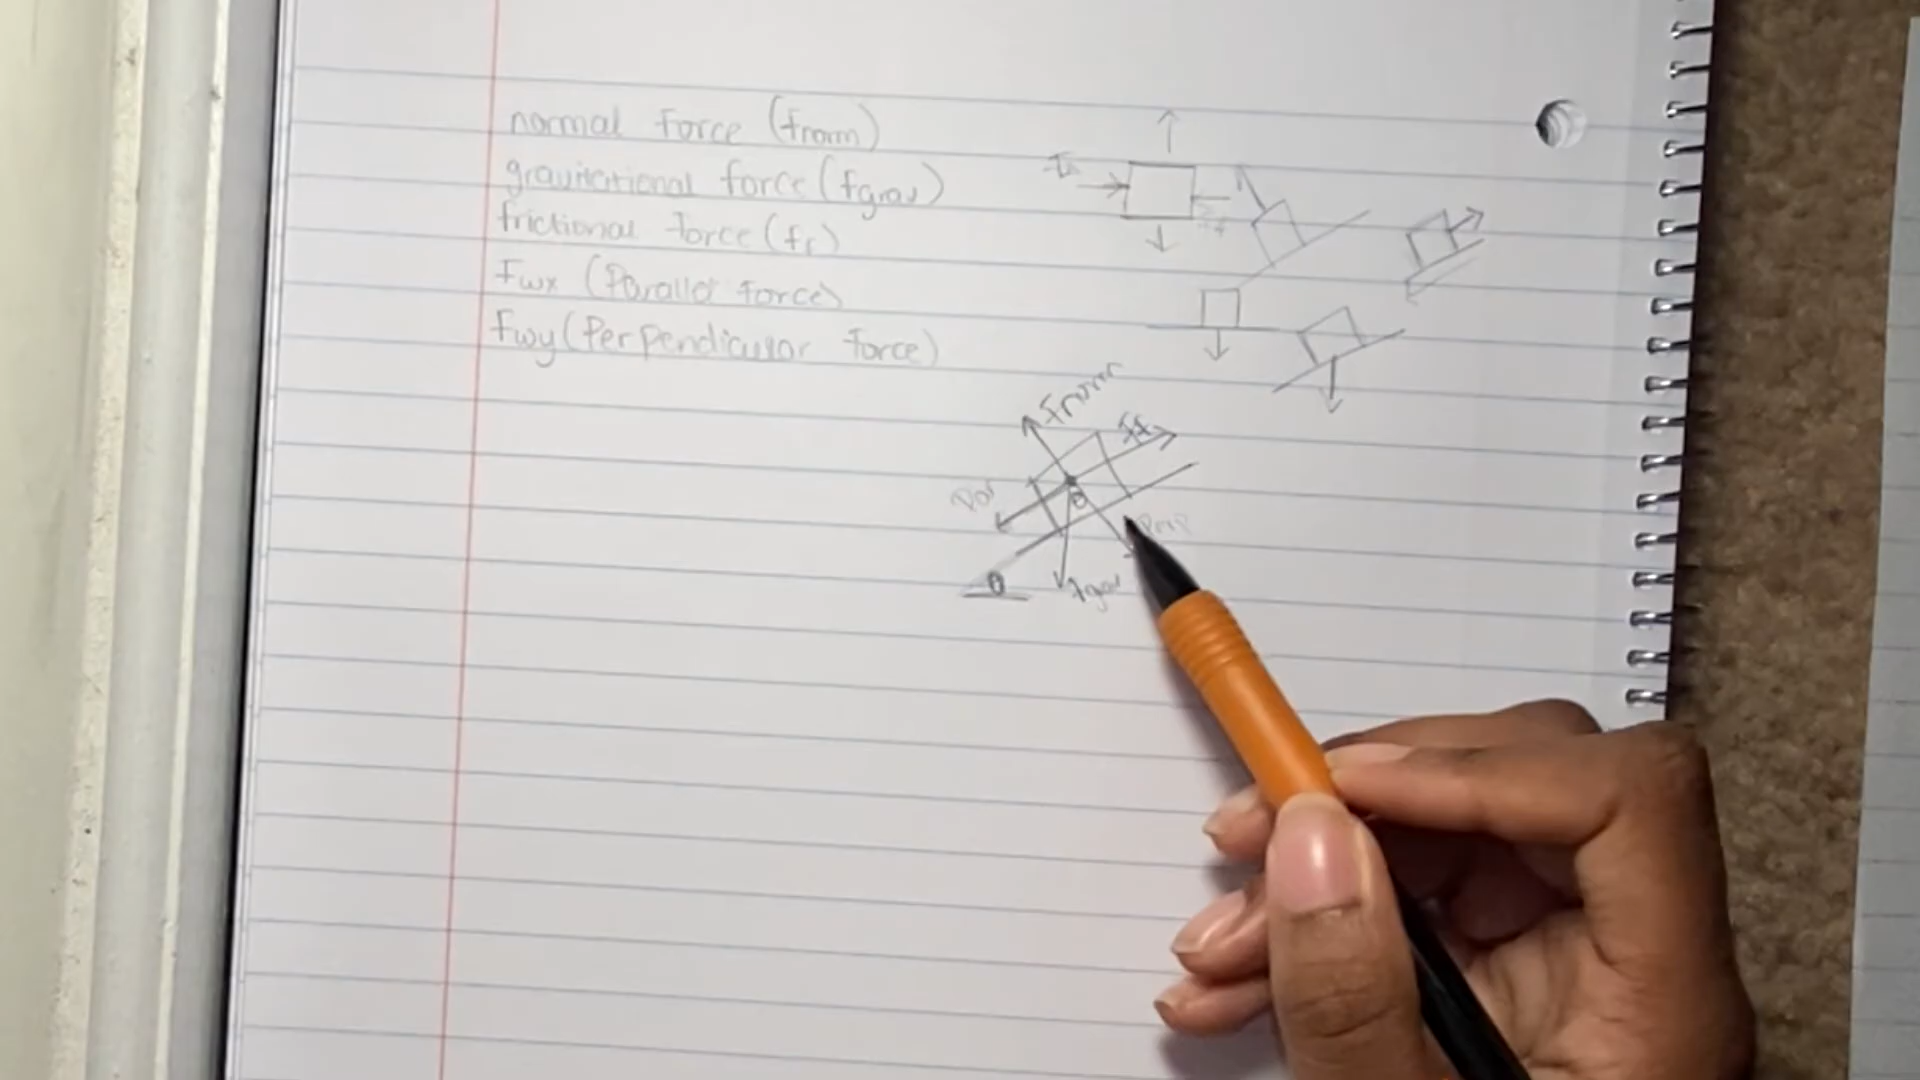 normal force (fnorm)
gravitational force (fgrav)
frictional force (ff)
Fwx (Parallel force)
Fwy (Perpendicular force)
Fnorm
Ff
Par
θ
θ
fgrav